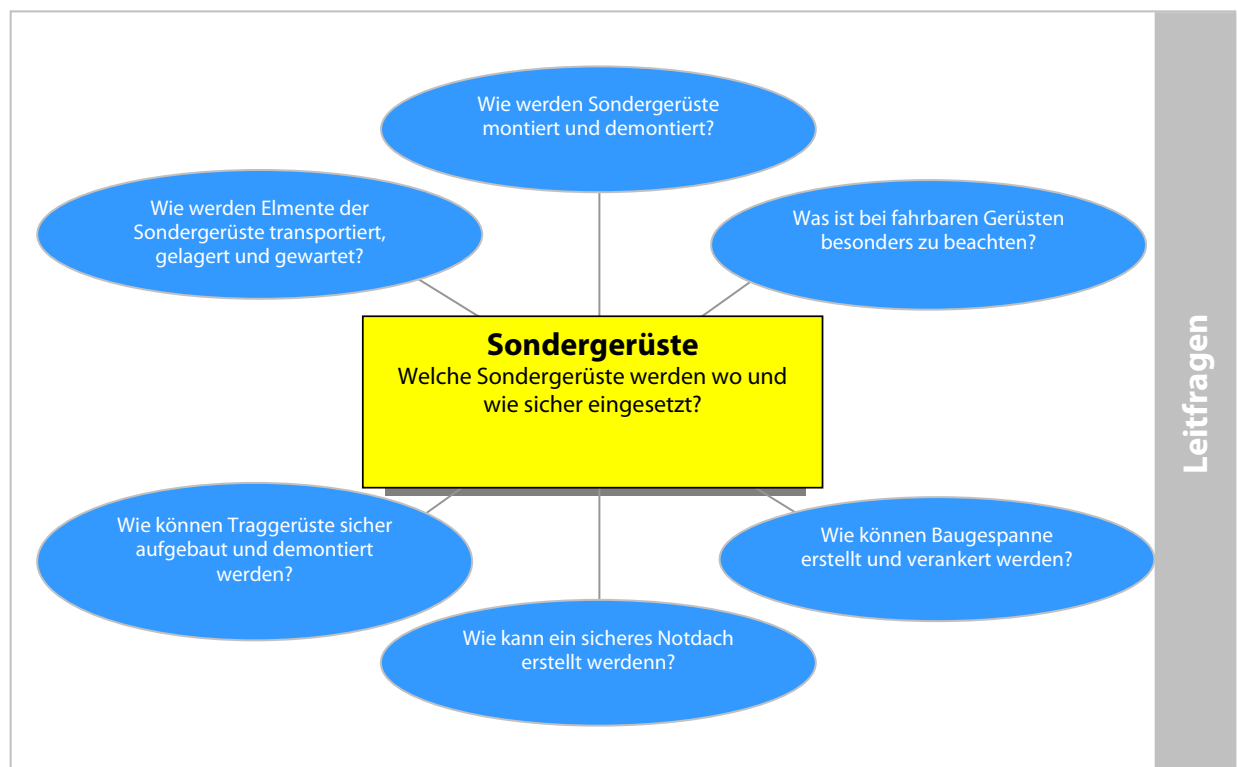 Wie werden Sondergerüste
montiert und demontiert?
Wie werden Elmente der
Sondergerüste transportiert,
gelagert und gewartet?
Was ist bei fahrbaren Gerüsten
besonders zu beachten?
Sondergerüste
Welche Sondergerüste werden wo und
wie sicher eingesetzt?
Leitfragen
Wie können Traggerüste sicher
aufgebaut und demontiert
werden?
Wie können Baugespanne
erstellt und verankert werden?
Wie kann ein sicheres Notdach
erstellt werdenn?